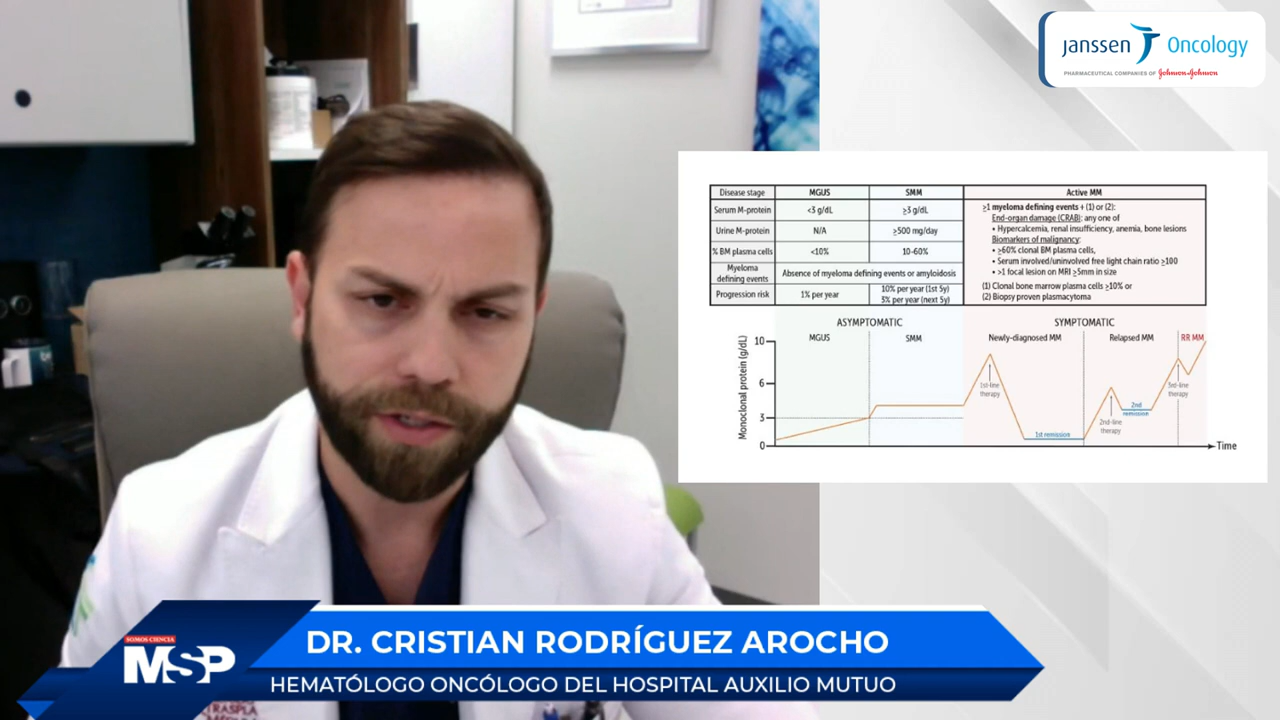 janssen Oncology
PHARMACEUTICAL COMPANIES OF Johnson & Johnson
Disease stage MGUS SMM Active MM
Serum M-protein <3 g/dL ≥3 g/dL
Urine M-protein N/A ≥500 mg/day
% BM plasma cells <10% 10-60%
Myeloma
defining events
Absence of myeloma defining events or amyloidosis
Progression risk 1% per year
10% per year (1st 5y)
3% per year (next 5y)
≥1 myeloma defining events + (1) or (2):
End-organ damage (CRAB): any one of
• Hypercalcemia, renal insufficiency, anemia, bone lesions
Biomarkers of malignancy:
• ≥60% clonal BM plasma cells,
• Serum involved/uninvolved free light chain ratio ≥100
• >1 focal lesion on MRI ≥5mm in size
(1) Clonal bone marrow plasma cells ≥10% or
(2) Biopsy proven plasmacytoma
ASYMPTOMATIC SYMPTOMATIC
MGUS SMM Newly-diagnosed MM Relapsed MM RR MM
Monoclonal protein (g/dL)
10
6
3
0
1st-line
therapy
1st remission
2nd-line
therapy
2nd
remission
3rd-line
therapy
Time
SOMOS CIENCIA
MSP
DR. CRISTIAN RODRÍGUEZ AROCHO
HEMATÓLOGO ONCÓLOGO DEL HOSPITAL AUXILIO MUTUO